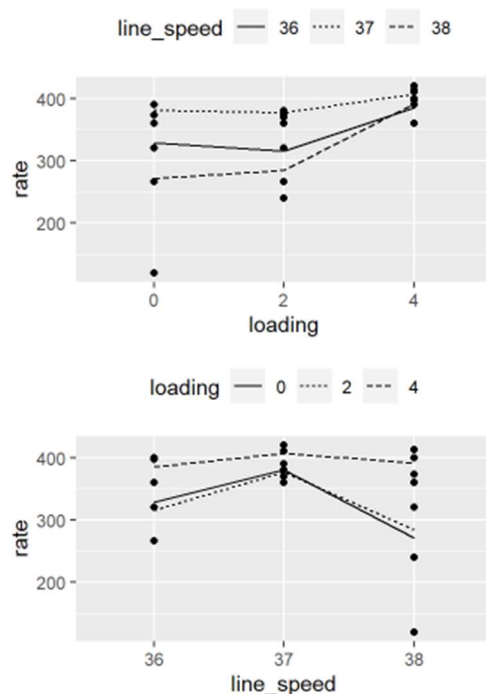 line_speed 36 37 38
400
300
200
rate
0 2 4
loading
loading 0 2 4
400
300
200
rate
36 37 38
line_speed